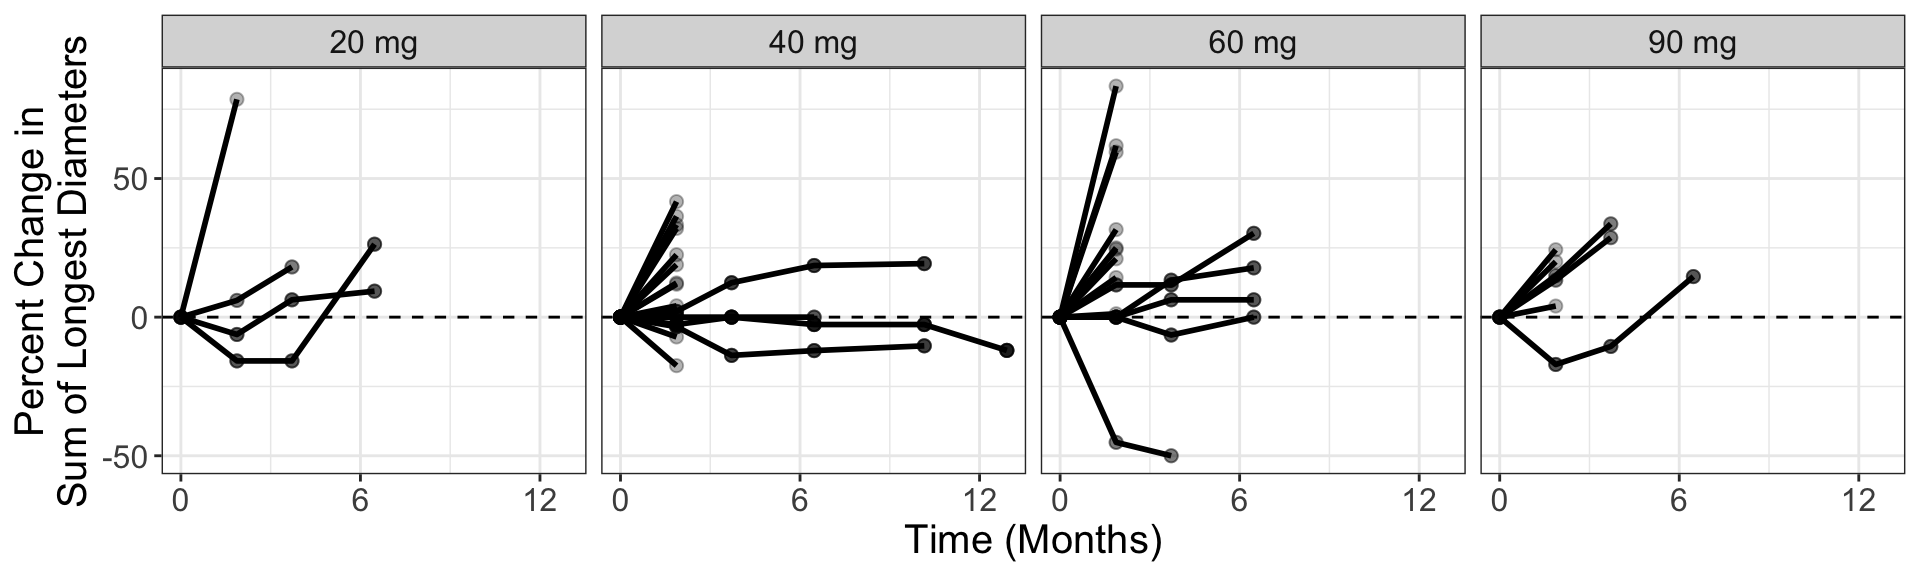 20 mg
40 mg
60 mg
90 mg
Percent Change in
Sum of Longest Diameters
50
0
-50
0 6 12
0 6 12
0 6 12
0 6 12
Time (Months)